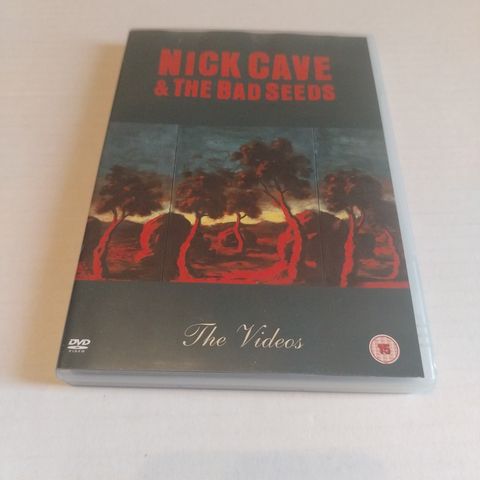 NICK CAVE
& THE BAD SEEDS
The Videos
DVD
VIDEO
15